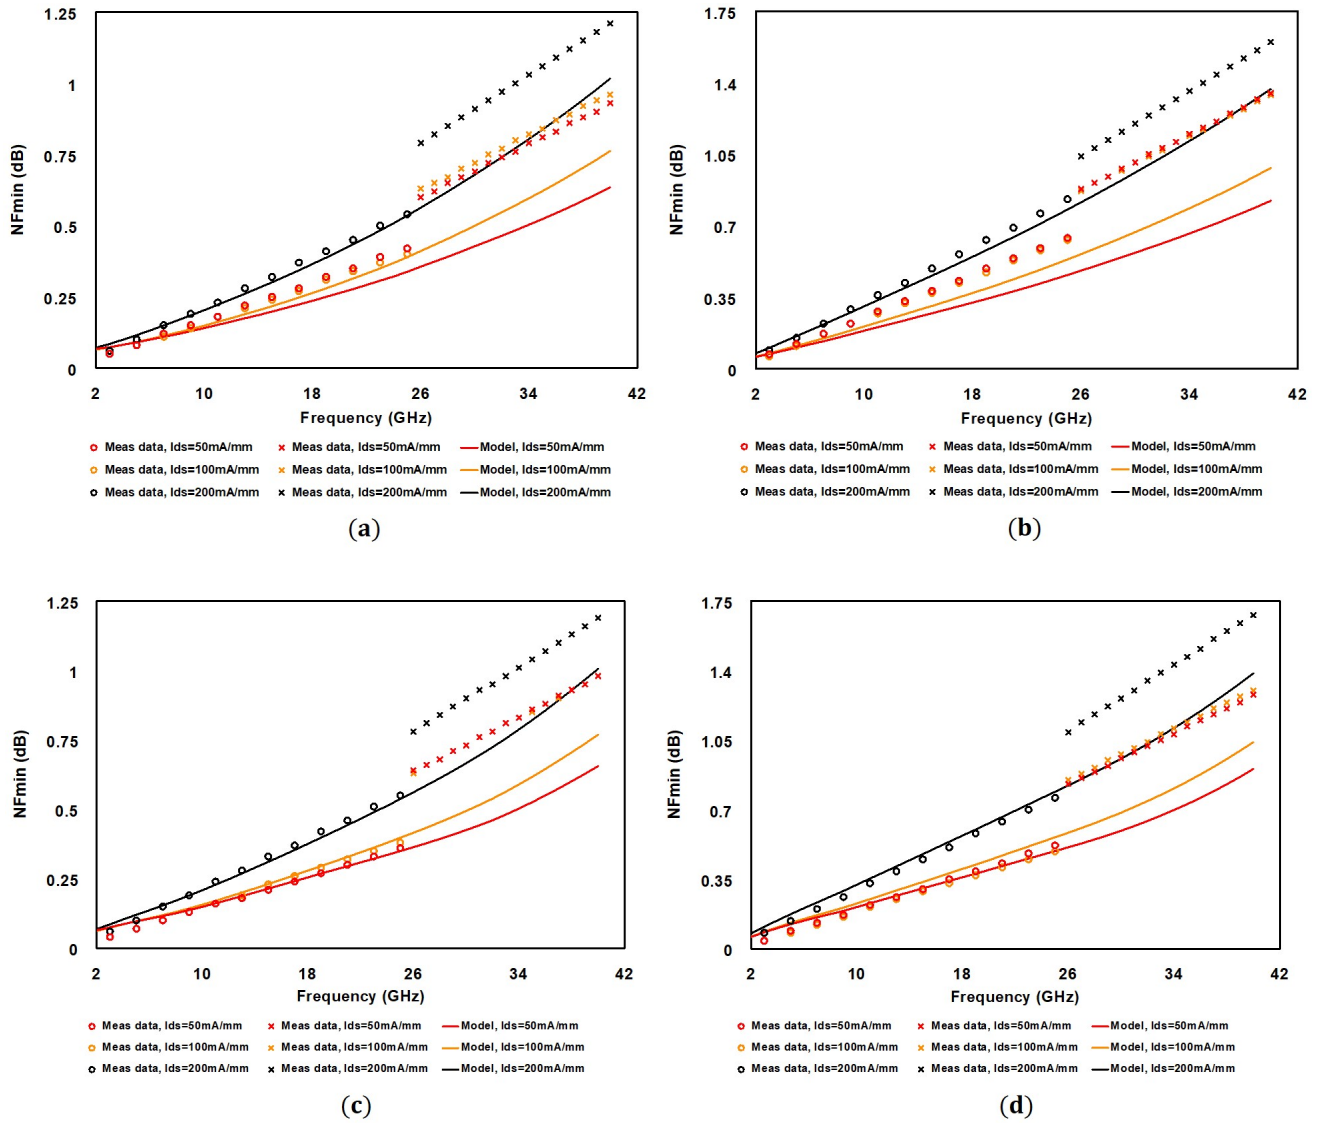 1.25
1
0.75
0.5
0.25
0
NFmin (dB)
2 10 18 26 34 42
Frequency (GHz)
Meas data, Ids=50mA/mm Meas data, Ids=50mA/mm Model, Ids=50mA/mm
Meas data, Ids=100mA/mm Meas data, Ids=100mA/mm Model, Ids=100mA/mm
Meas data, Ids=200mA/mm Meas data, Ids=200mA/mm Model, Ids=200mA/mm
(a)
1.75
1.4
1.05
0.7
0.35
0
NFmin (dB)
2 10 18 26 34 42
Frequency (GHz)
Meas data, Ids=50mA/mm Meas data, Ids=50mA/mm Model, Ids=50mA/mm
Meas data, Ids=100mA/mm Meas data, Ids=100mA/mm Model, Ids=100mA/mm
Meas data, Ids=200mA/mm Meas data, Ids=200mA/mm Model, Ids=200mA/mm
(b)
1.25
1
0.75
0.5
0.25
0
NFmin (dB)
2 10 18 26 34 42
Frequency (GHz)
Meas data, Ids=50mA/mm Meas data, Ids=50mA/mm Model, Ids=50mA/mm
Meas data, Ids=100mA/mm Meas data, Ids=100mA/mm Model, Ids=100mA/mm
Meas data, Ids=200mA/mm Meas data, Ids=200mA/mm Model, Ids=200mA/mm
(c)
1.75
1.4
1.05
0.7
0.35
0
NFmin (dB)
2 10 18 26 34 42
Frequency (GHz)
Meas data, Ids=50mA/mm Meas data, Ids=50mA/mm Model, Ids=50mA/mm
Meas data, Ids=100mA/mm Meas data, Ids=100mA/mm Model, Ids=100mA/mm
Meas data, Ids=200mA/mm Meas data, Ids=200mA/mm Model, Ids=200mA/mm
(d)